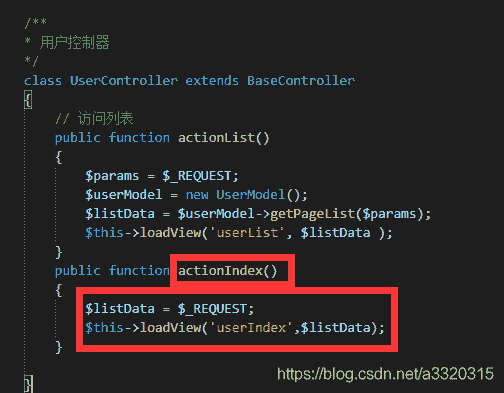 /**
* 用户控制器
*/
class UserController extends BaseController
{
// 访问列表
public function actionList()
{
$params = $_REQUEST;
$userModel = new UserModel();
$listData = $userModel->getPageList($params);
$this->loadView('userList', $listData );
}
public function actionIndex()
{
$listData = $_REQUEST;
$this->loadView('userIndex',$listData);
}
}
https://blog.csdn.net/a3320315